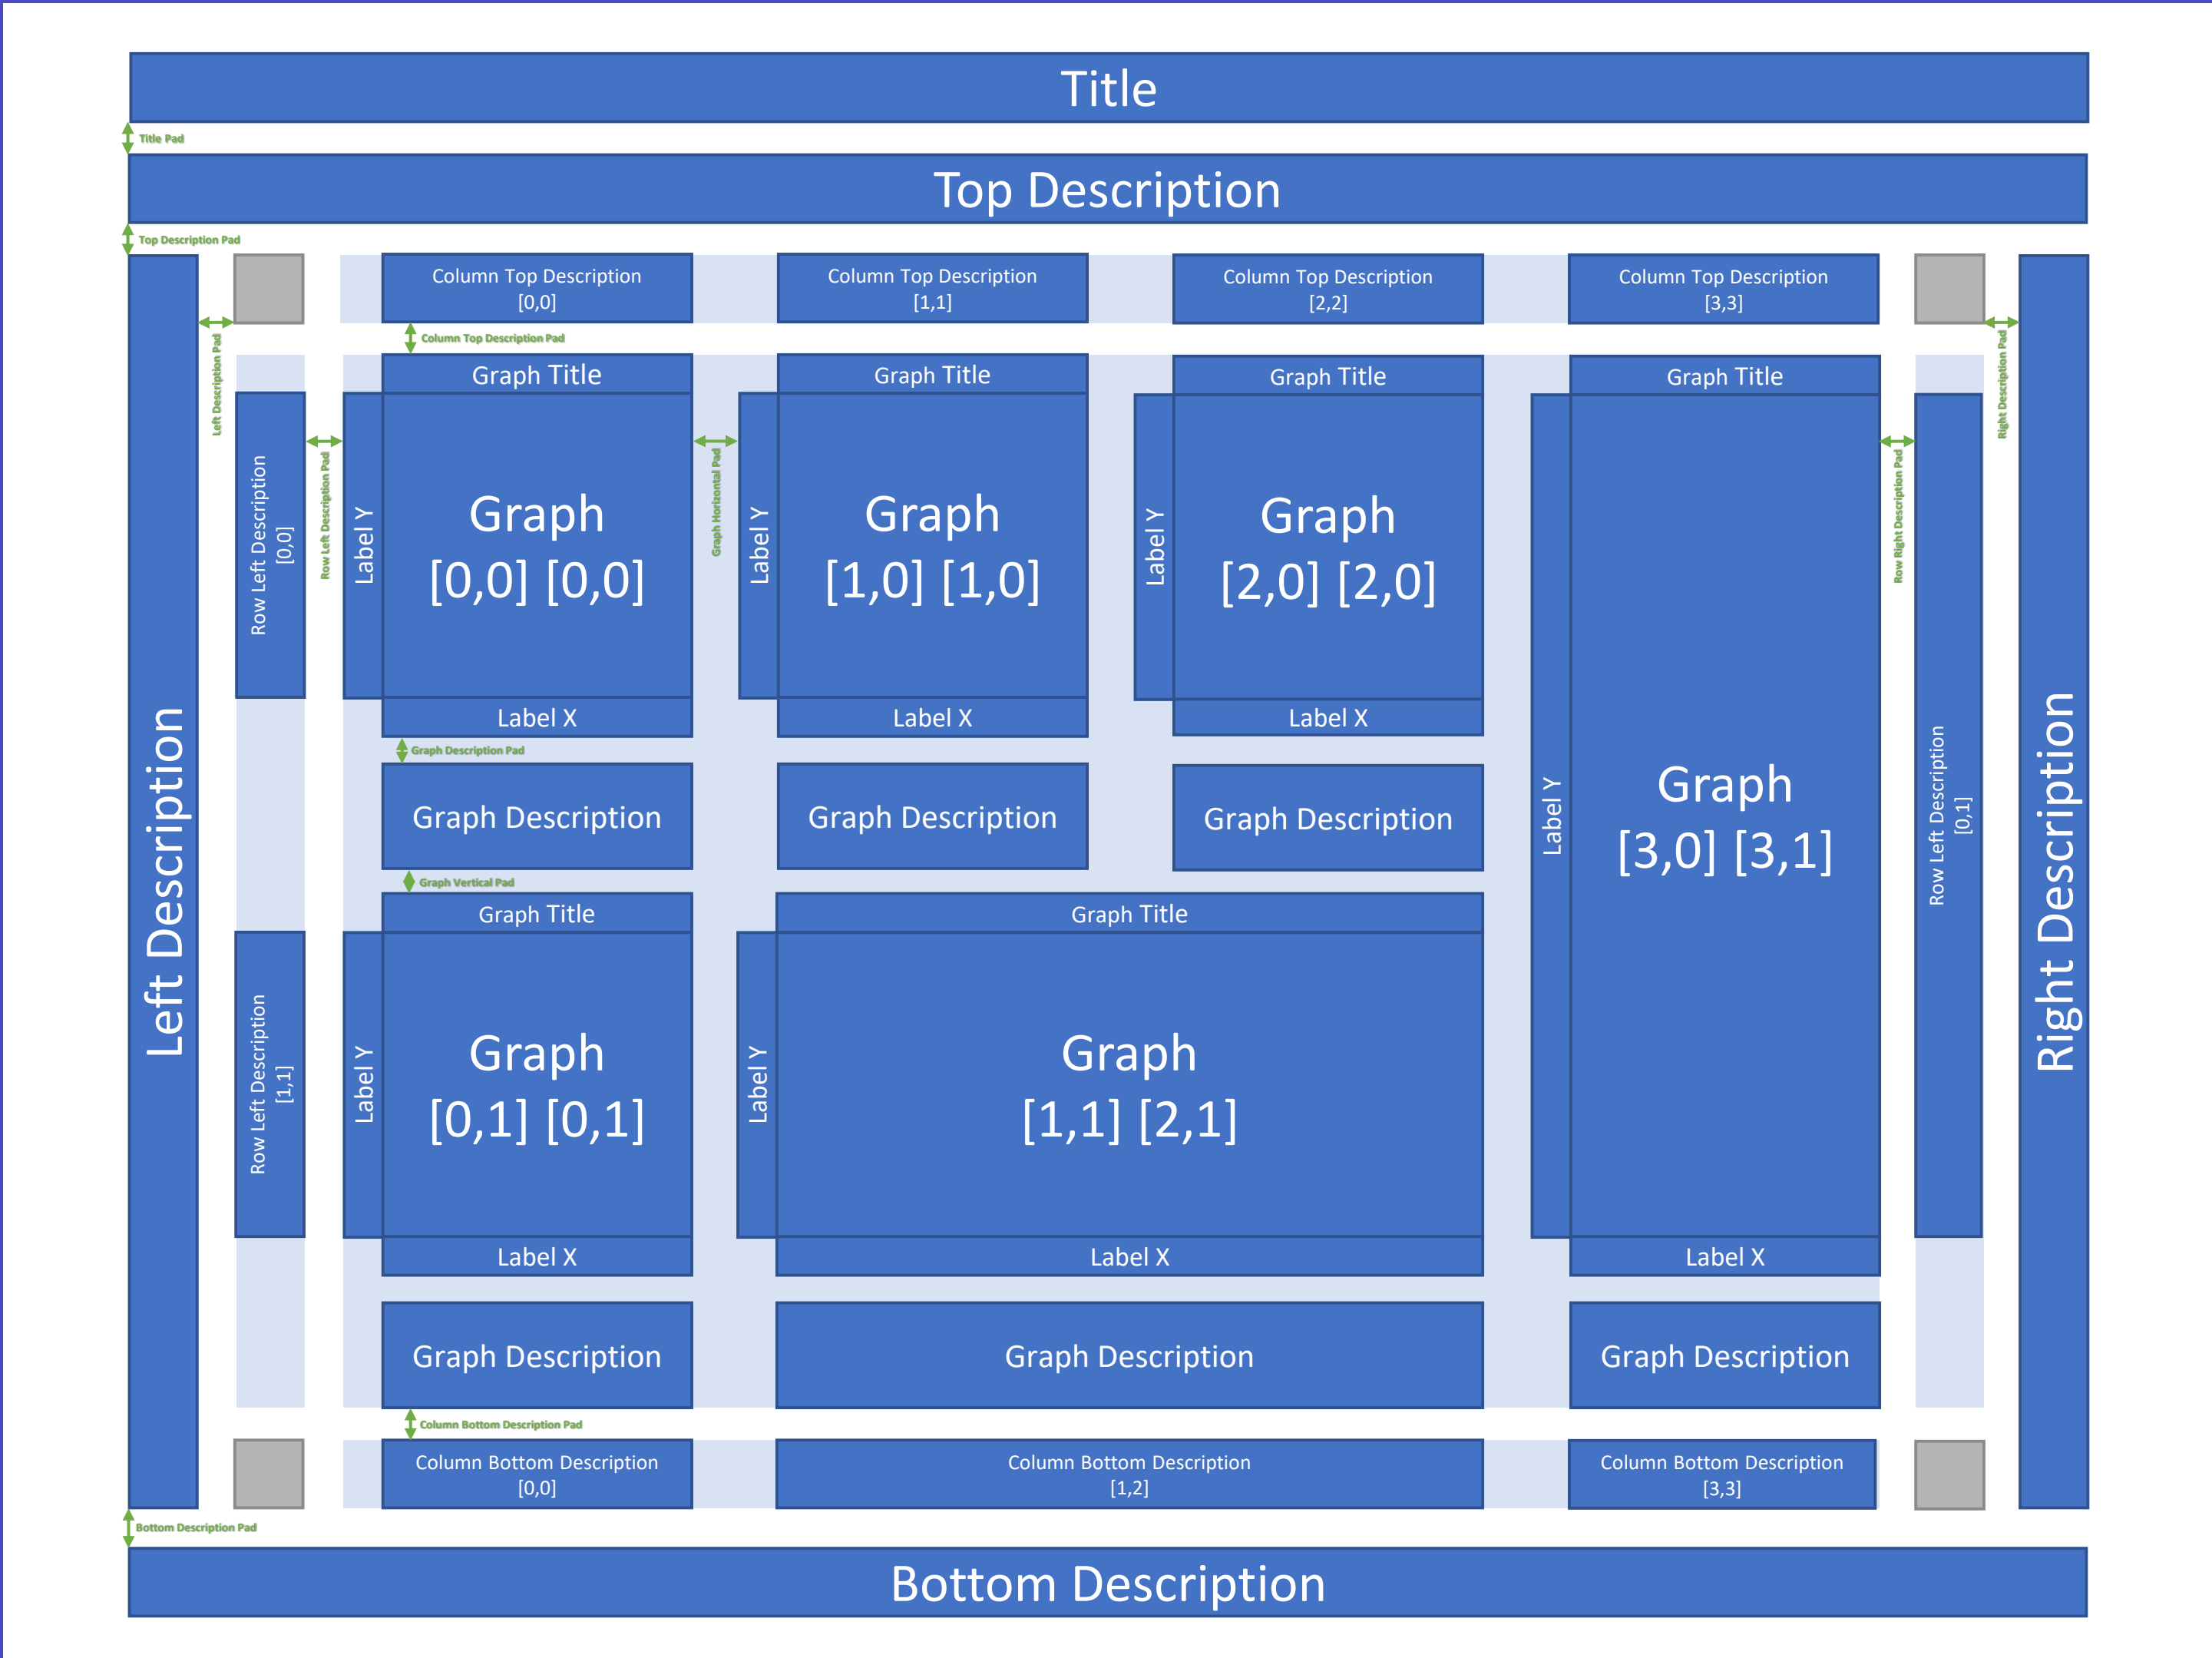 Title
Title Pad
Top Description
Top Description Pad
Left Description
Left Description Pad
Column Top Description
[0,0]
Column Top Description
[1,1]
Column Top Description
[2,2]
Column Top Description
[3,3]
Right Description Pad
Right Description
Column Top Description Pad
Row Left Description
[0,0]
Row Left Description Pad
Graph Title
Label Y
Graph
[0,0] [0,0]
Label X
Graph Horizontal Pad
Graph Title
Label Y
Graph
[1,0] [1,0]
Label X
Graph Title
Label Y
Graph
[2,0] [2,0]
Label X
Graph Title
Label Y
Graph
[3,0] [3,1]
Label X
Row Right Description Pad
Row Left Description
[0,1]
Graph Description Pad
Graph Description
Graph Description
Graph Description
Graph Vertical Pad
Row Left Description
[1,1]
Graph Title
Label Y
Graph
[0,1] [0,1]
Label X
Graph Title
Label Y
Graph
[1,1] [2,1]
Label X
Graph Description
Graph Description
Graph Description
Column Bottom Description Pad
Column Bottom Description
[0,0]
Column Bottom Description
[1,2]
Column Bottom Description
[3,3]
Bottom Description Pad
Bottom Description